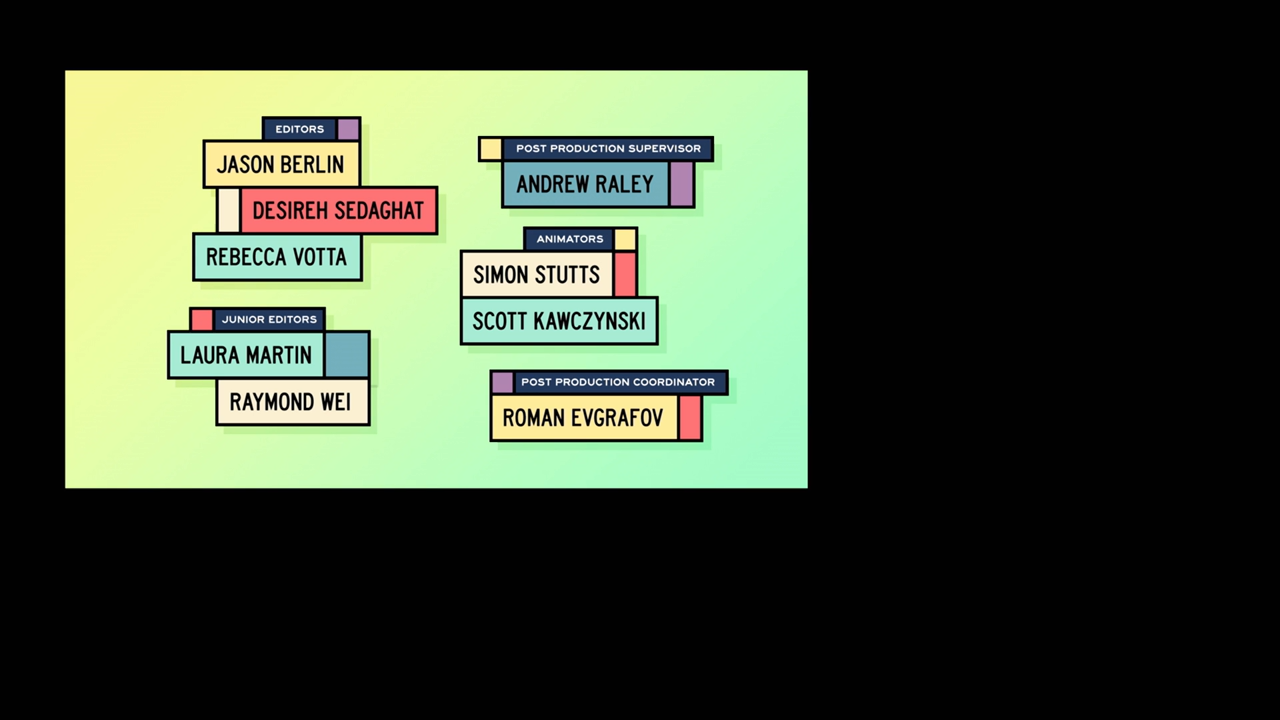 EDITORS
JASON BERLIN
DESIREH SEDAGHAT
REBECCA VOTTA
JUNIOR EDITORS
LAURA MARTIN
RAYMOND WEI
POST PRODUCTION SUPERVISOR
ANDREW RALEY
ANIMATORS
SIMON STUTTS
SCOTT KAWCZYNSKI
POST PRODUCTION COORDINATOR
ROMAN EVGRAFOV